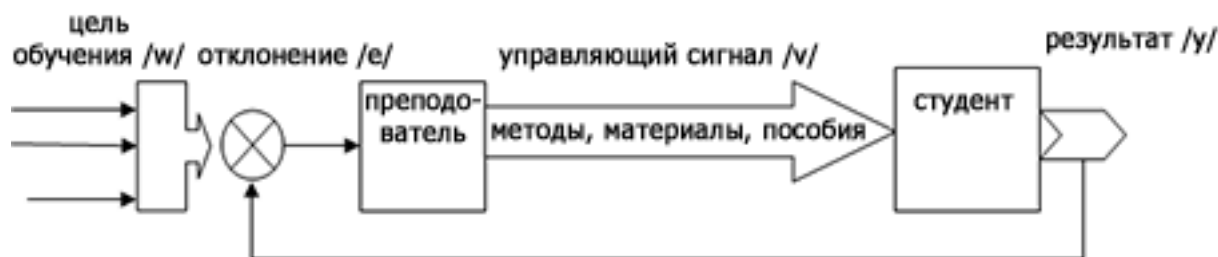 цель
обучения /w/
отклонение /e/
управляющий сигнал /v/
результат /y/
преподо-
ватель
методы, материалы, пособия
студент